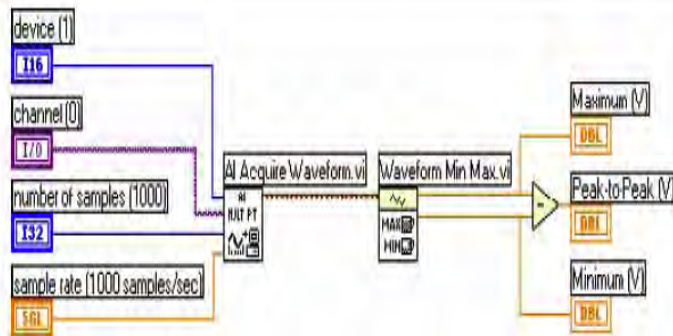 device (1)
I16
channel (0)
I/O
number of samples (1000)
I32
sample rate (1000 samples/sec)
SGL
AI Acquire Waveform.vi
AI
MULT PT
Waveform Min Max.vi
MAX
MIN
Maximum (V)
DBL
Peak-to-Peak (V)
DBL
Minimum (V)
DBL